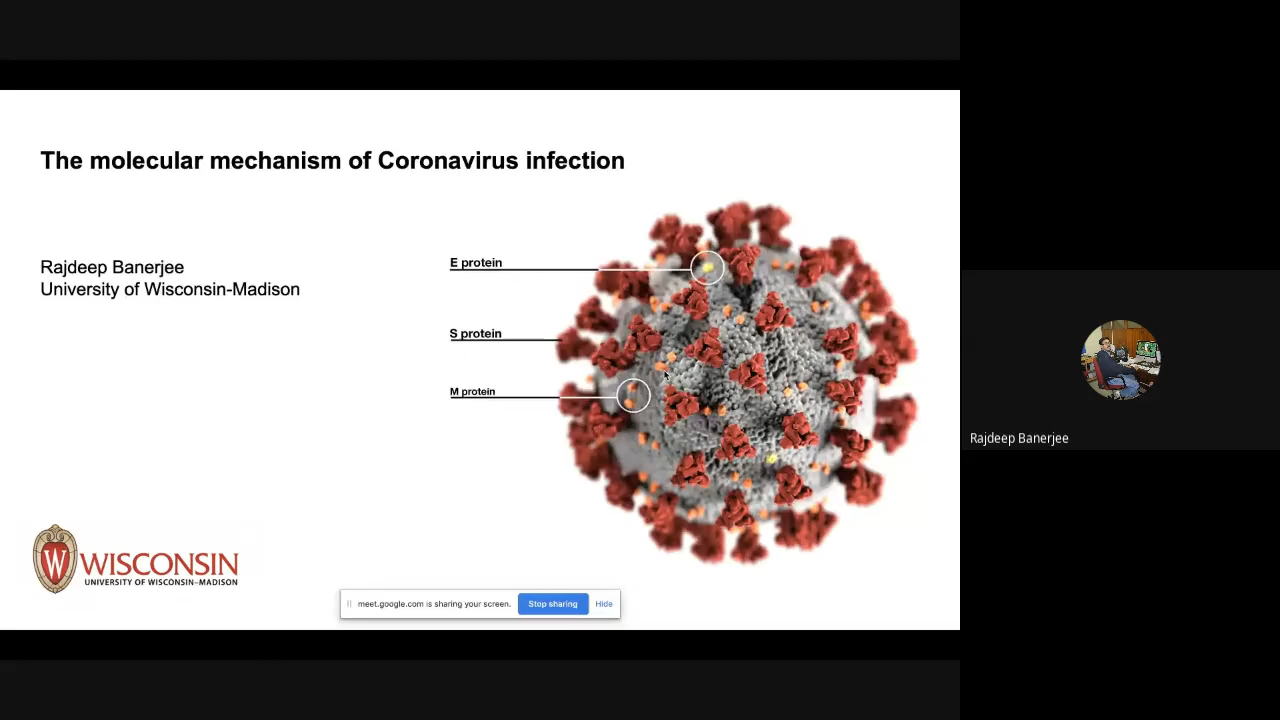 The molecular mechanism of Coronavirus infection
Rajdeep Banerjee
University of Wisconsin-Madison
E protein
S protein
M protein
W WISCONSIN
UNIVERSITY OF WISCONSIN–MADISON
meet.google.com is sharing your screen. Stop sharing Hide
Rajdeep Banerjee